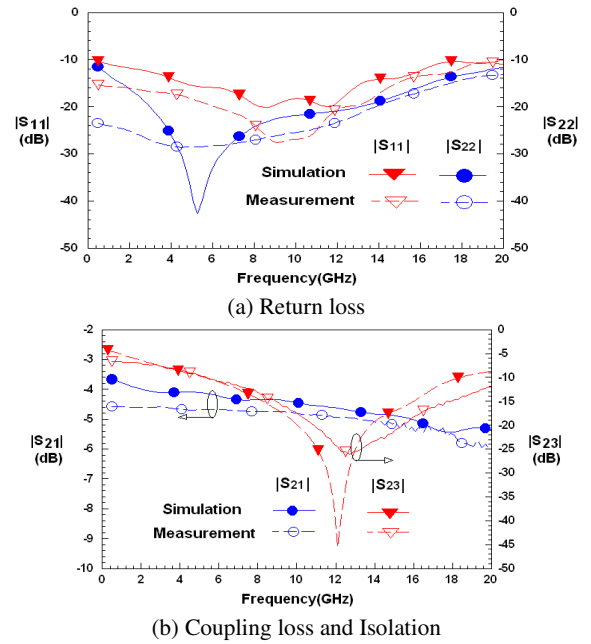 0 0
-10 -10
-20 -20
|S11| (dB) |S22| (dB)
-30 -30
|S11| |S22|
Simulation
-40 -40
Measurement
-50 -50
0 2 4 6 8 10 12 14 16 18 20
Frequency(GHz)
(a) Return loss
-2 0
-3 -5
-4 -10
-15
-5 -20
|S21| (dB) |S23| (dB)
-6 -25
-7 -30
|S21| |S23|
-8 -35
Simulation
-40
-9 Measurement -45
-10 -50
0 2 4 6 8 10 12 14 16 18 20
Frequency(GHz)
(b) Coupling loss and Isolation